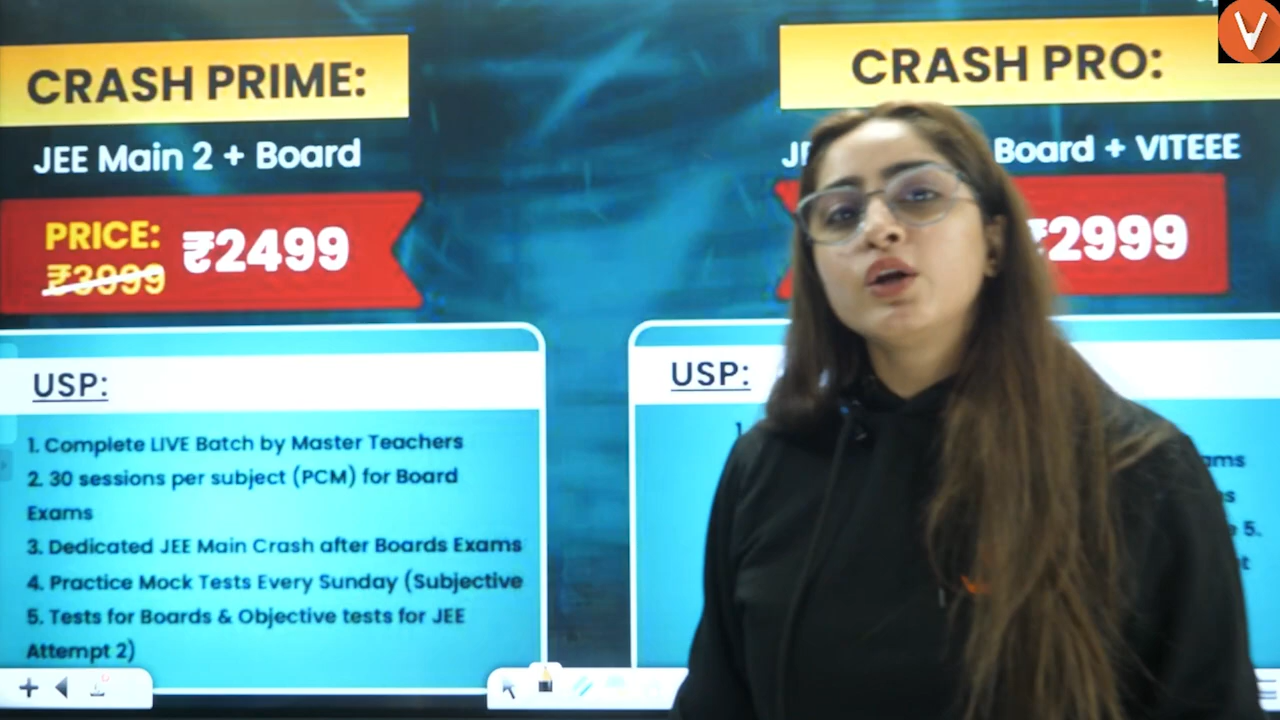 CRASH PRIME:
JEE Main 2 + Board
PRICE:
₹3999
₹2499
USP:
1. Complete LIVE Batch by Master Teachers
2. 30 sessions per subject (PCM) for Board
Exams
3. Dedicated JEE Main Crash after Boards Exams
4. Practice Mock Tests Every Sunday (Subjective
5. Tests for Boards & Objective tests for JEE
Attempt 2)
CRASH PRO:
Board + VITEEE
₹2999
USP:
1
5.